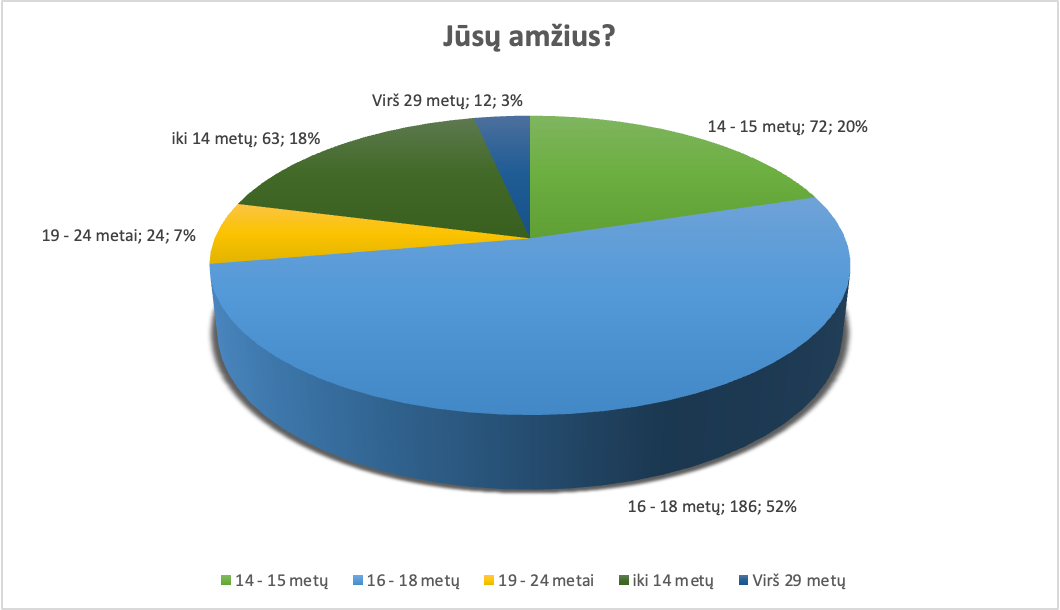 Jūsų amžius?
Virš 29 metų; 12; 3%
14 - 15 metų; 72; 20%
iki 14 metų; 63; 18%
19 - 24 metai; 24; 7%
16 - 18 metų; 186; 52%
14 - 15 metų 16 - 18 metų 19 - 24 metai iki 14 metų Virš 29 metų